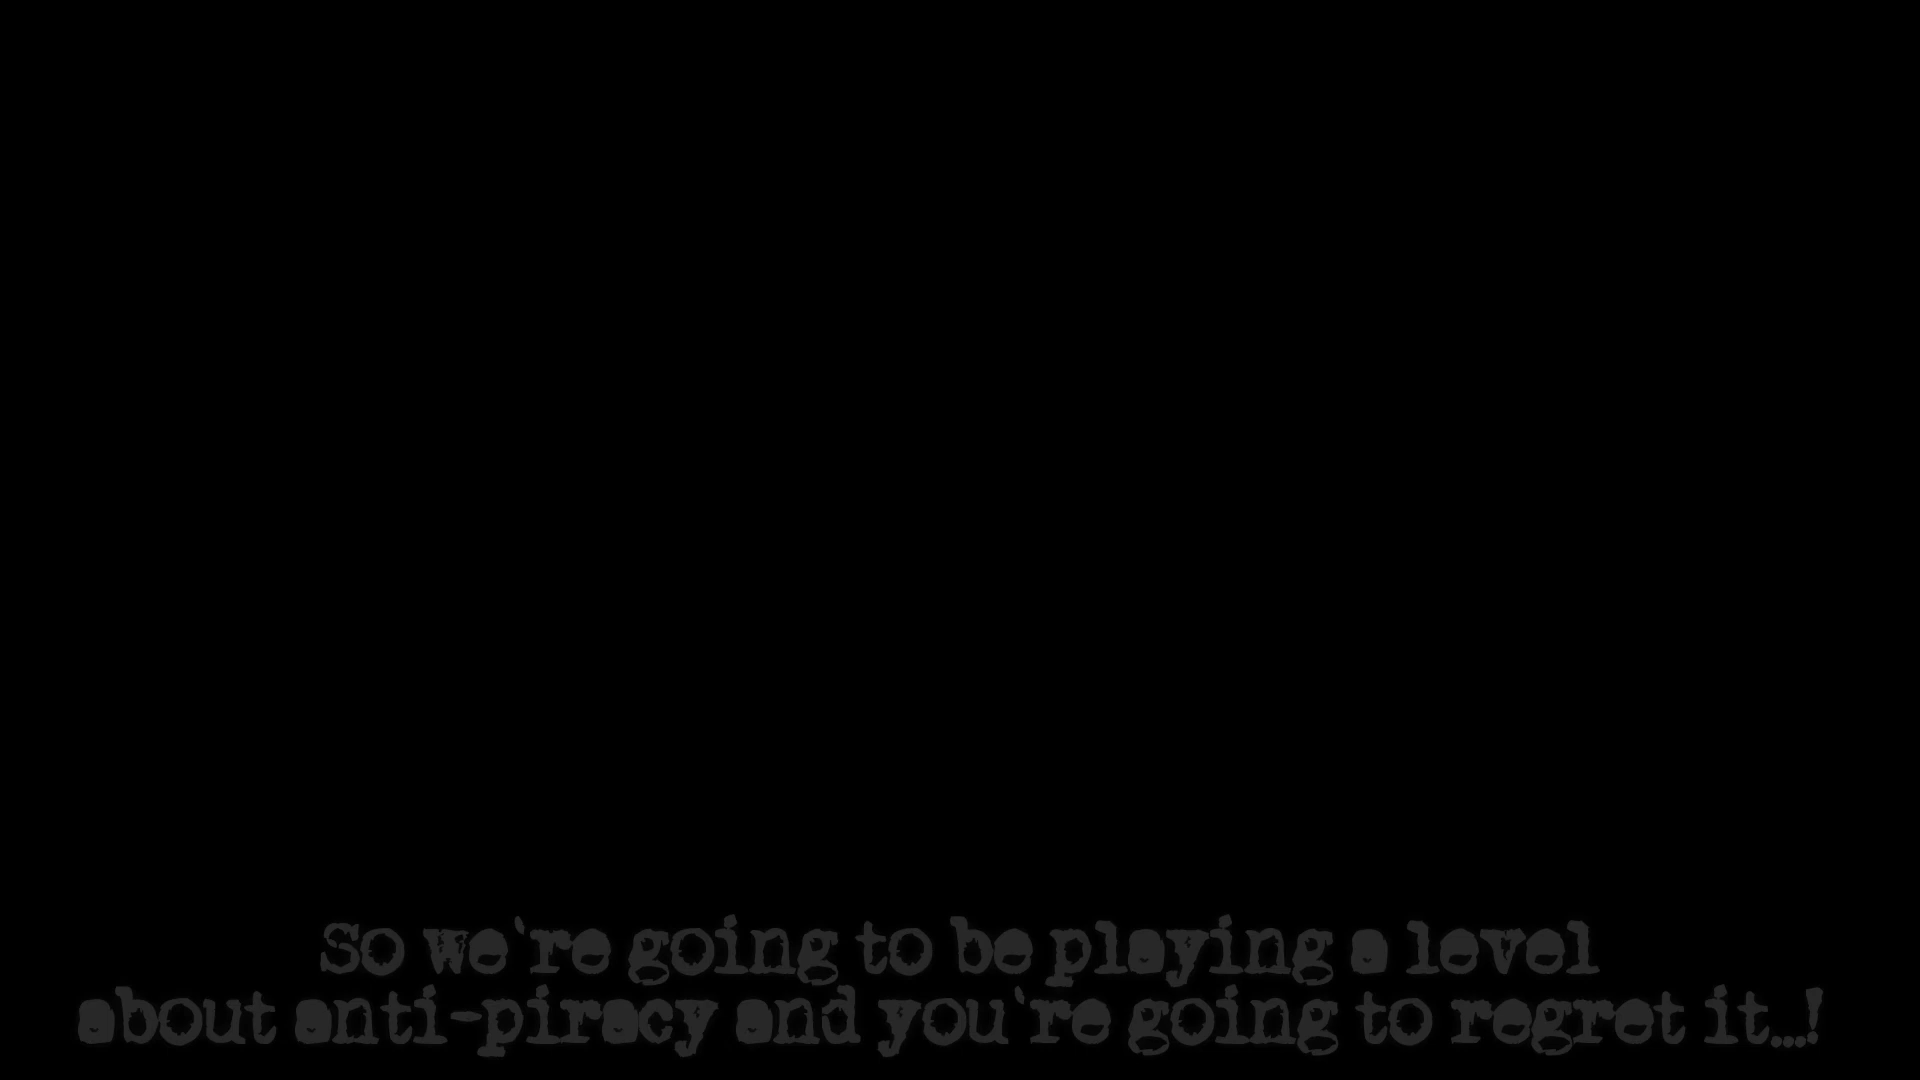 So we're going to be playing a level
about anti-piracy and you're going to regret it...!